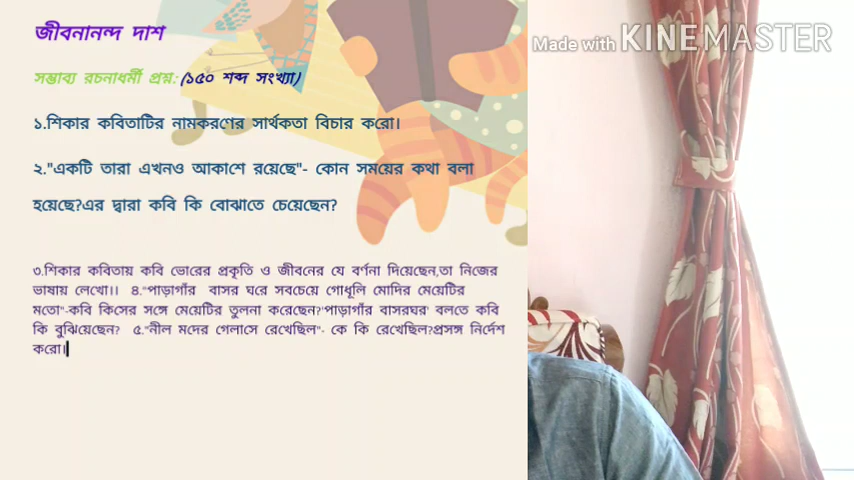 জীবনানন্দ দাশ
Made with KINEMASTER
সম্ভাব্য রচনাধর্মী প্রশ্ন:(১৫০ শব্দ সংখ্যা)
১.শিকার কবিতাটির নামকরণের সার্থকতা বিচার করো।
২."একটি তারা এখনও আকাশে রয়েছে"- কোন সময়ের কথা বলা
হয়েছে?এর দ্বারা কবি কি বোঝাতে চেয়েছেন?
৩.শিকার কবিতায় কবি ভোরের প্রকৃতি ও জীবনের যে বর্ণনা দিয়েছেন,তা নিজের
ভাষায় লেখো।। ৪."পাড়াগাঁর বাসর ঘরে সবচেয়ে গোধূলি মোদির মেয়েটির
মতো"-কবি কিসের সঙ্গে মেয়েটির তুলনা করেছেন?'পাড়াগাঁর বাসরঘর' বলতে কবি
কি বুঝিয়েছেন? ৫."নীল মদের গেলাসে রেখেছিল"- কে কি রেখেছিল?প্রসঙ্গ নির্দেশ
করো।